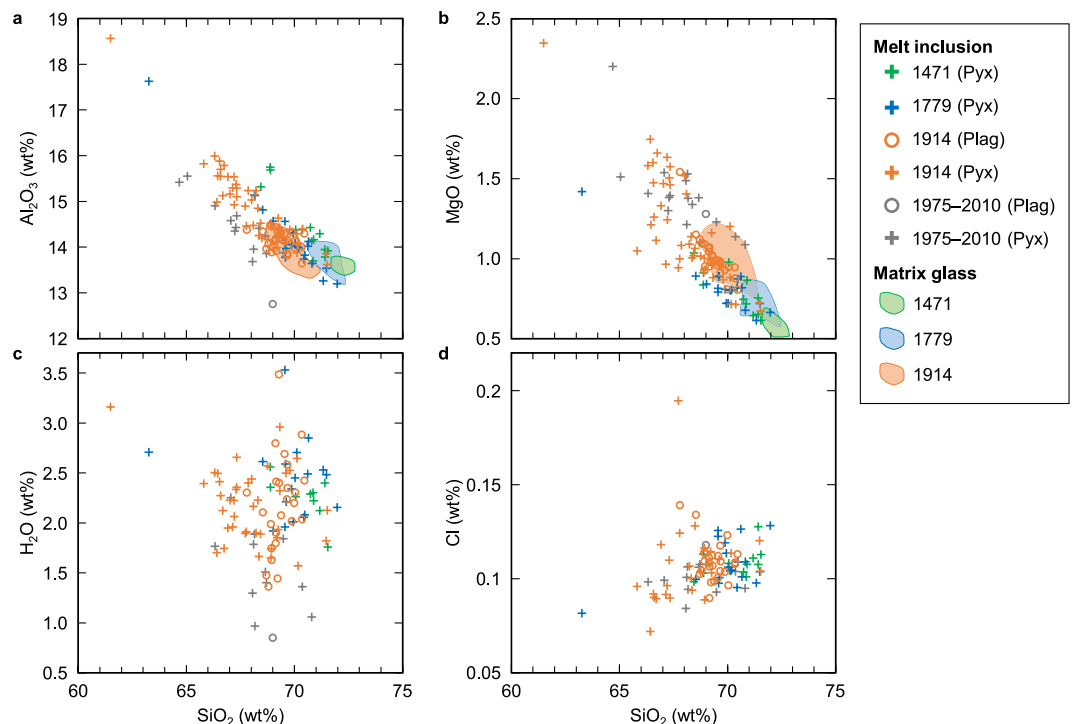 a
19
18
17
16
15
14
13
12
Al₂O₃ (wt%)
b
2.5
2.0
1.5
1.0
0.5
MgO (wt%)
c
3.5
3.0
2.5
2.0
1.5
1.0
0.5
H₂O (wt%)
60
65
70
75
SiO₂ (wt%)
d
0.2
0.15
0.1
0.05
Cl (wt%)
60
65
70
75
SiO₂ (wt%)
Melt inclusion
1471 (Pyx)
1779 (Pyx)
1914 (Plag)
1914 (Pyx)
1975–2010 (Plag)
1975–2010 (Pyx)
Matrix glass
1471
1779
1914